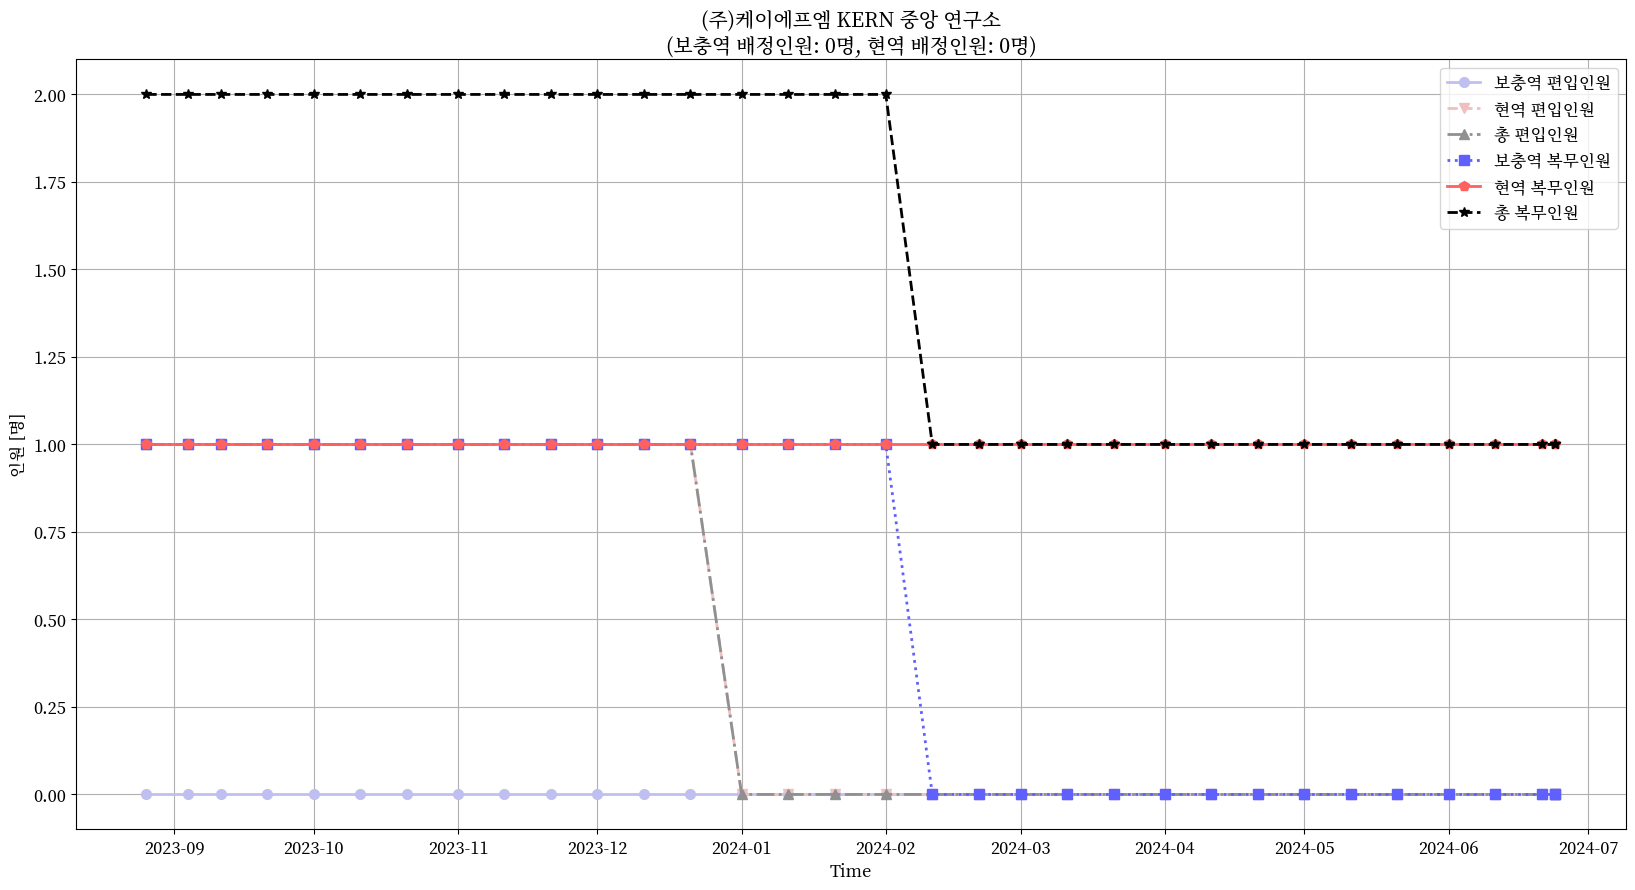 (주)케이에프엠 KERN 중앙 연구소
(보충역 배정인원: 0명, 현역 배정인원: 0명)
보충역 편입인원
현역 편입인원
총 편입인원
보충역 복무인원
현역 복무인원
총 복무인원
인원 [명]
2.00
1.75
1.50
1.25
1.00
0.75
0.50
0.25
0.00
2023-09 2023-10 2023-11 2023-12 2024-01 2024-02 2024-03 2024-04 2024-05 2024-06 2024-07
Time